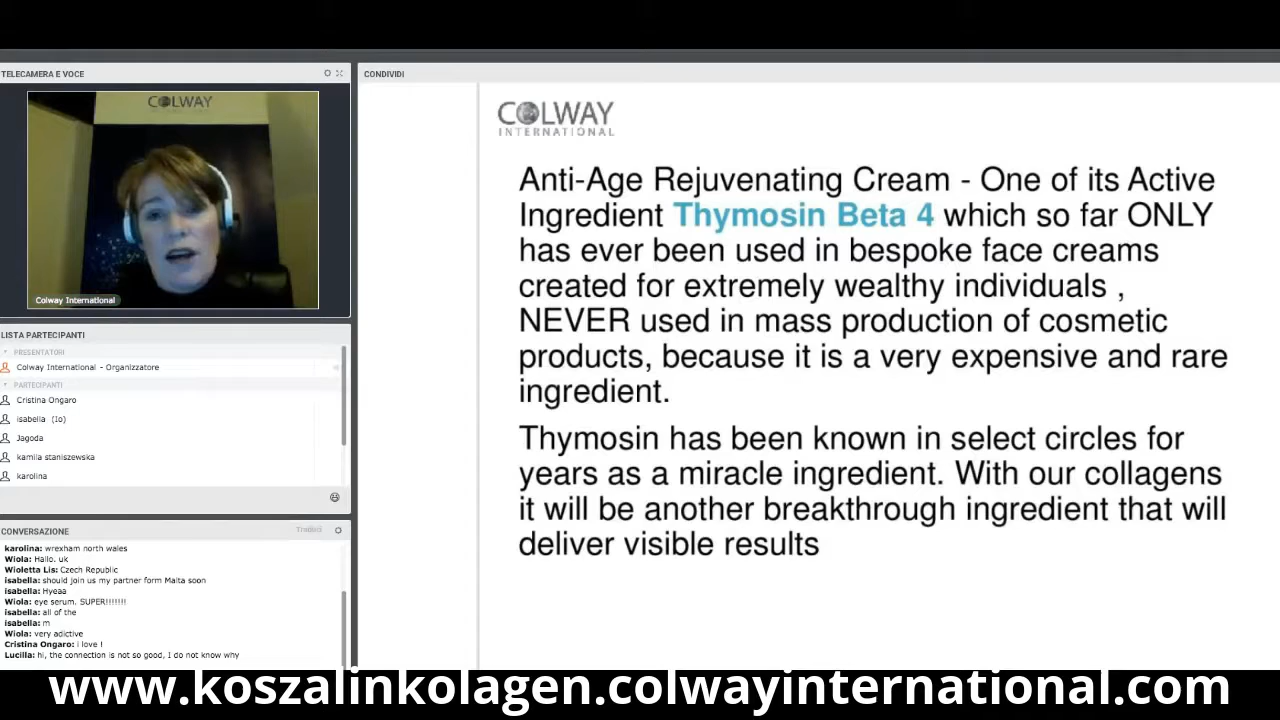 TELECAMERA E VOCE
COLWAY
Colway International
LISTA PARTECIPANTI
PRESENTATORI
Colway International - Organizzatore
PARTECIPANTI
Cristina Ongaro
isabella (Io)
Jagoda
kamila staniszewska
karolina
CONVERSAZIONE
Traduci
karolina: wrexham north wales
Wiola: Hallo. uk
Wioletta Lis: Czech Republic
isabella: should join us my partner form Malta soon
isabella: Hyeaa
Wiola: eye serum. SUPER!!!!!!!
isabella: all of the
isabella: m
Wiola: very adictive
Cristina Ongaro: i love !
Lucilla: hi, the connection is not so good, I do not know why
CONDIVIDI
COLWAY
INTERNATIONAL
Anti-Age Rejuvenating Cream - One of its Active
Ingredient Thymosin Beta 4 which so far ONLY
has ever been used in bespoke face creams
created for extremely wealthy individuals ,
NEVER used in mass production of cosmetic
products, because it is a very expensive and rare
ingredient.
Thymosin has been known in select circles for
years as a miracle ingredient. With our collagens
it will be another breakthrough ingredient that will
deliver visible results
www.koszalinkolagen.colwayinternational.com